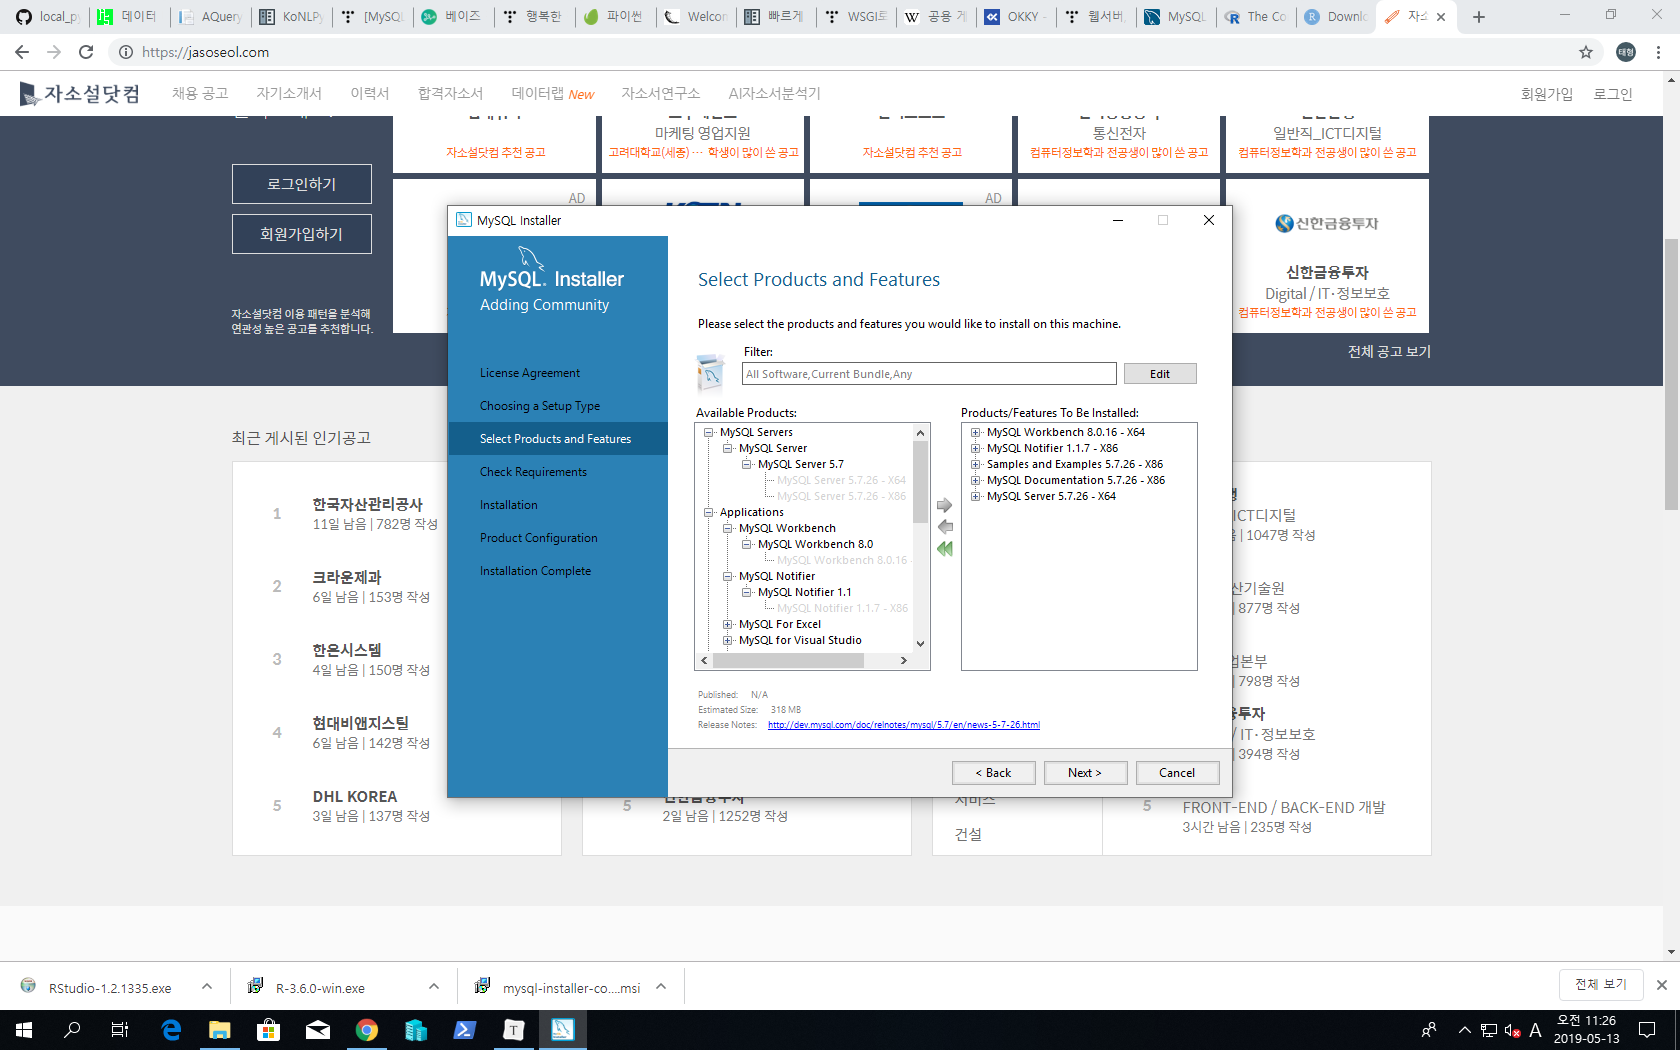 local_py
데이터
AQuery
KoNLPy
[MySQL
베이즈
행복한
파이썬
Welcom
빠르게
WSGI로
공용 게
OKKY -
웹서버
MySQL
The Co
Downlo
자소
https://jasoseol.com
태형
자소설닷컴
채용 공고
자기소개서
이력서
합격자소서
데이터랩 New
자소서연구소
AI자소서분석기
회원가입
로그인
로그인하기
회원가입하기
자소설닷컴 이용 패턴을 분석해
연관성 높은 공고를 추천합니다.
자소설닷컴 추천 공고
마케팅 영업지원
고려대학교(세종) ··· 학생이 많이 쓴 공고
자소설닷컴 추천 공고
통신전자
컴퓨터정보학과 전공생이 많이 쓴 공고
일반직_ICT디지털
컴퓨터정보학과 전공생이 많이 쓴 공고
AD
AD
신한금융투자
신한금융투자
Digital / IT·정보보호
컴퓨터정보학과 전공생이 많이 쓴 공고
전체 공고 보기
MySQL Installer
MySQL. Installer
Adding Community
License Agreement
Choosing a Setup Type
Select Products and Features
Check Requirements
Installation
Product Configuration
Installation Complete
Select Products and Features
Please select the products and features you would like to install on this machine.
Filter:
All Software,Current Bundle,Any
Edit
Available Products:
MySQL Servers
MySQL Server
MySQL Server 5.7
MySQL Server 5.7.26 - X64
MySQL Server 5.7.26 - X86
Applications
MySQL Workbench
MySQL Workbench 8.0
MySQL Workbench 8.0.16 -
MySQL Notifier
MySQL Notifier 1.1
MySQL Notifier 1.1.7 - X86
MySQL For Excel
MySQL for Visual Studio
Products/Features To Be Installed:
MySQL Workbench 8.0.16 - X64
MySQL Notifier 1.1.7 - X86
Samples and Examples 5.7.26 - X86
MySQL Documentation 5.7.26 - X86
MySQL Server 5.7.26 - X64
Published: N/A
Estimated Size: 318 MB
Release Notes: http://dev.mysql.com/doc/relnotes/mysql/5.7/en/news-5-7-26.html
< Back
Next >
Cancel
최근 게시된 인기공고
1
한국자산관리공사
11일 남음 | 782명 작성
2
크라운제과
6일 남음 | 153명 작성
3
한온시스템
4일 남음 | 150명 작성
4
현대비앤지스틸
6일 남음 | 142명 작성
5
DHL KOREA
3일 남음 | 137명 작성
5
신한금융투자
2일 남음 | 1252명 작성
서비스
건설
ICT디지털
| 1047명 작성
산기술원
| 877명 작성
업본부
| 798명 작성
융투자
/ IT·정보보호
| 394명 작성
5
FRONT-END / BACK-END 개발
3시간 남음 | 235명 작성
RStudio-1.2.1335.exe
R-3.6.0-win.exe
mysql-installer-co....msi
전체 보기
A
오전 11:26
2019-05-13